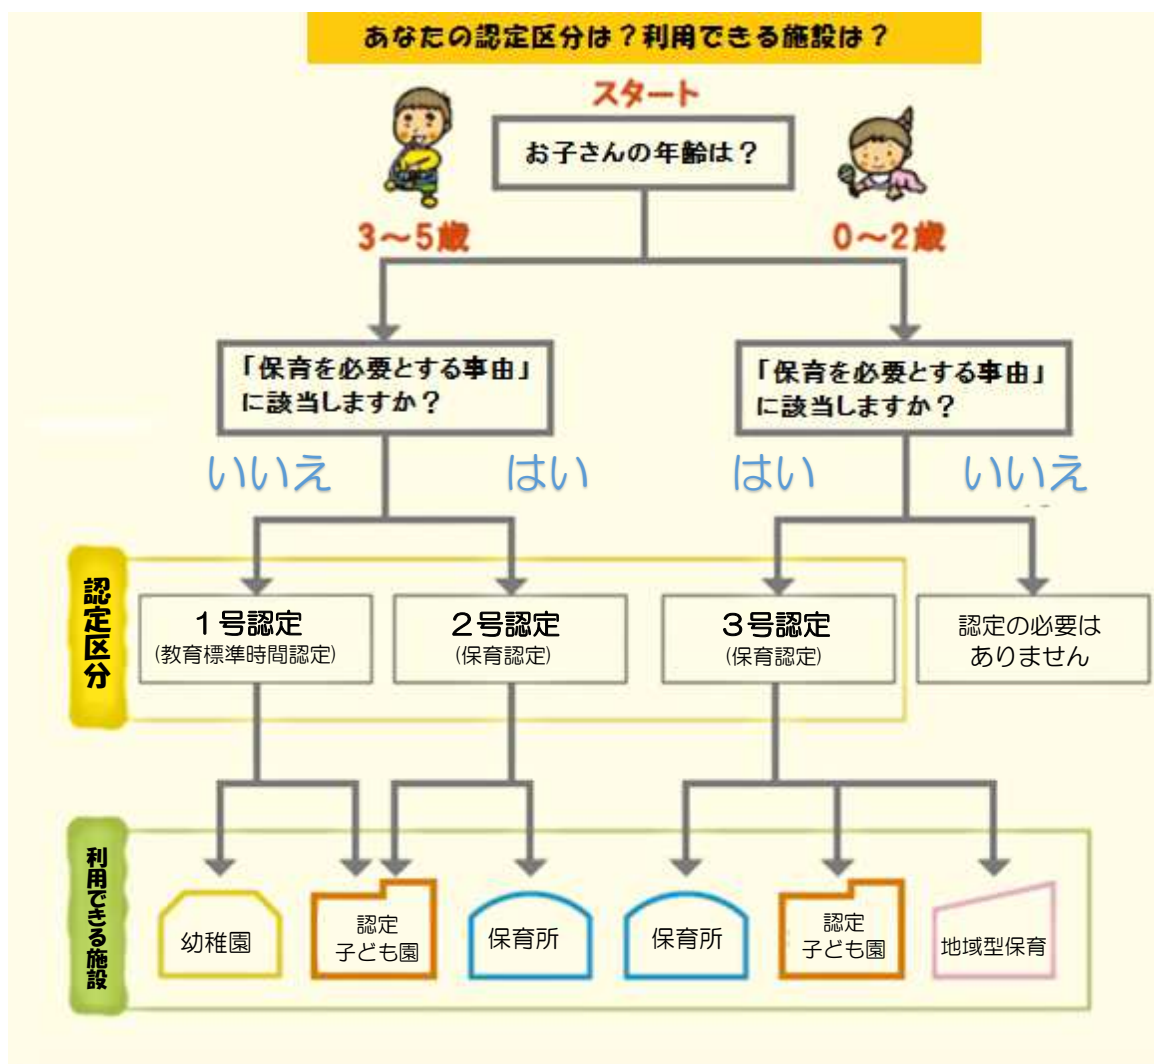 あなたの認定区分は？利用できる施設は？
スタート
お子さんの年齢は？
3～5歳
0～2歳
「保育を必要とする事由」
に該当しますか？
「保育を必要とする事由」
に該当しますか？
いいえ
はい
はい
いいえ
認定区分
１号認定
(教育標準時間認定)
２号認定
(保育認定)
３号認定
(保育認定)
認定の必要は
ありません
利用できる施設
幼稚園
認定
子ども園
保育所
保育所
認定
子ども園
地域型保育